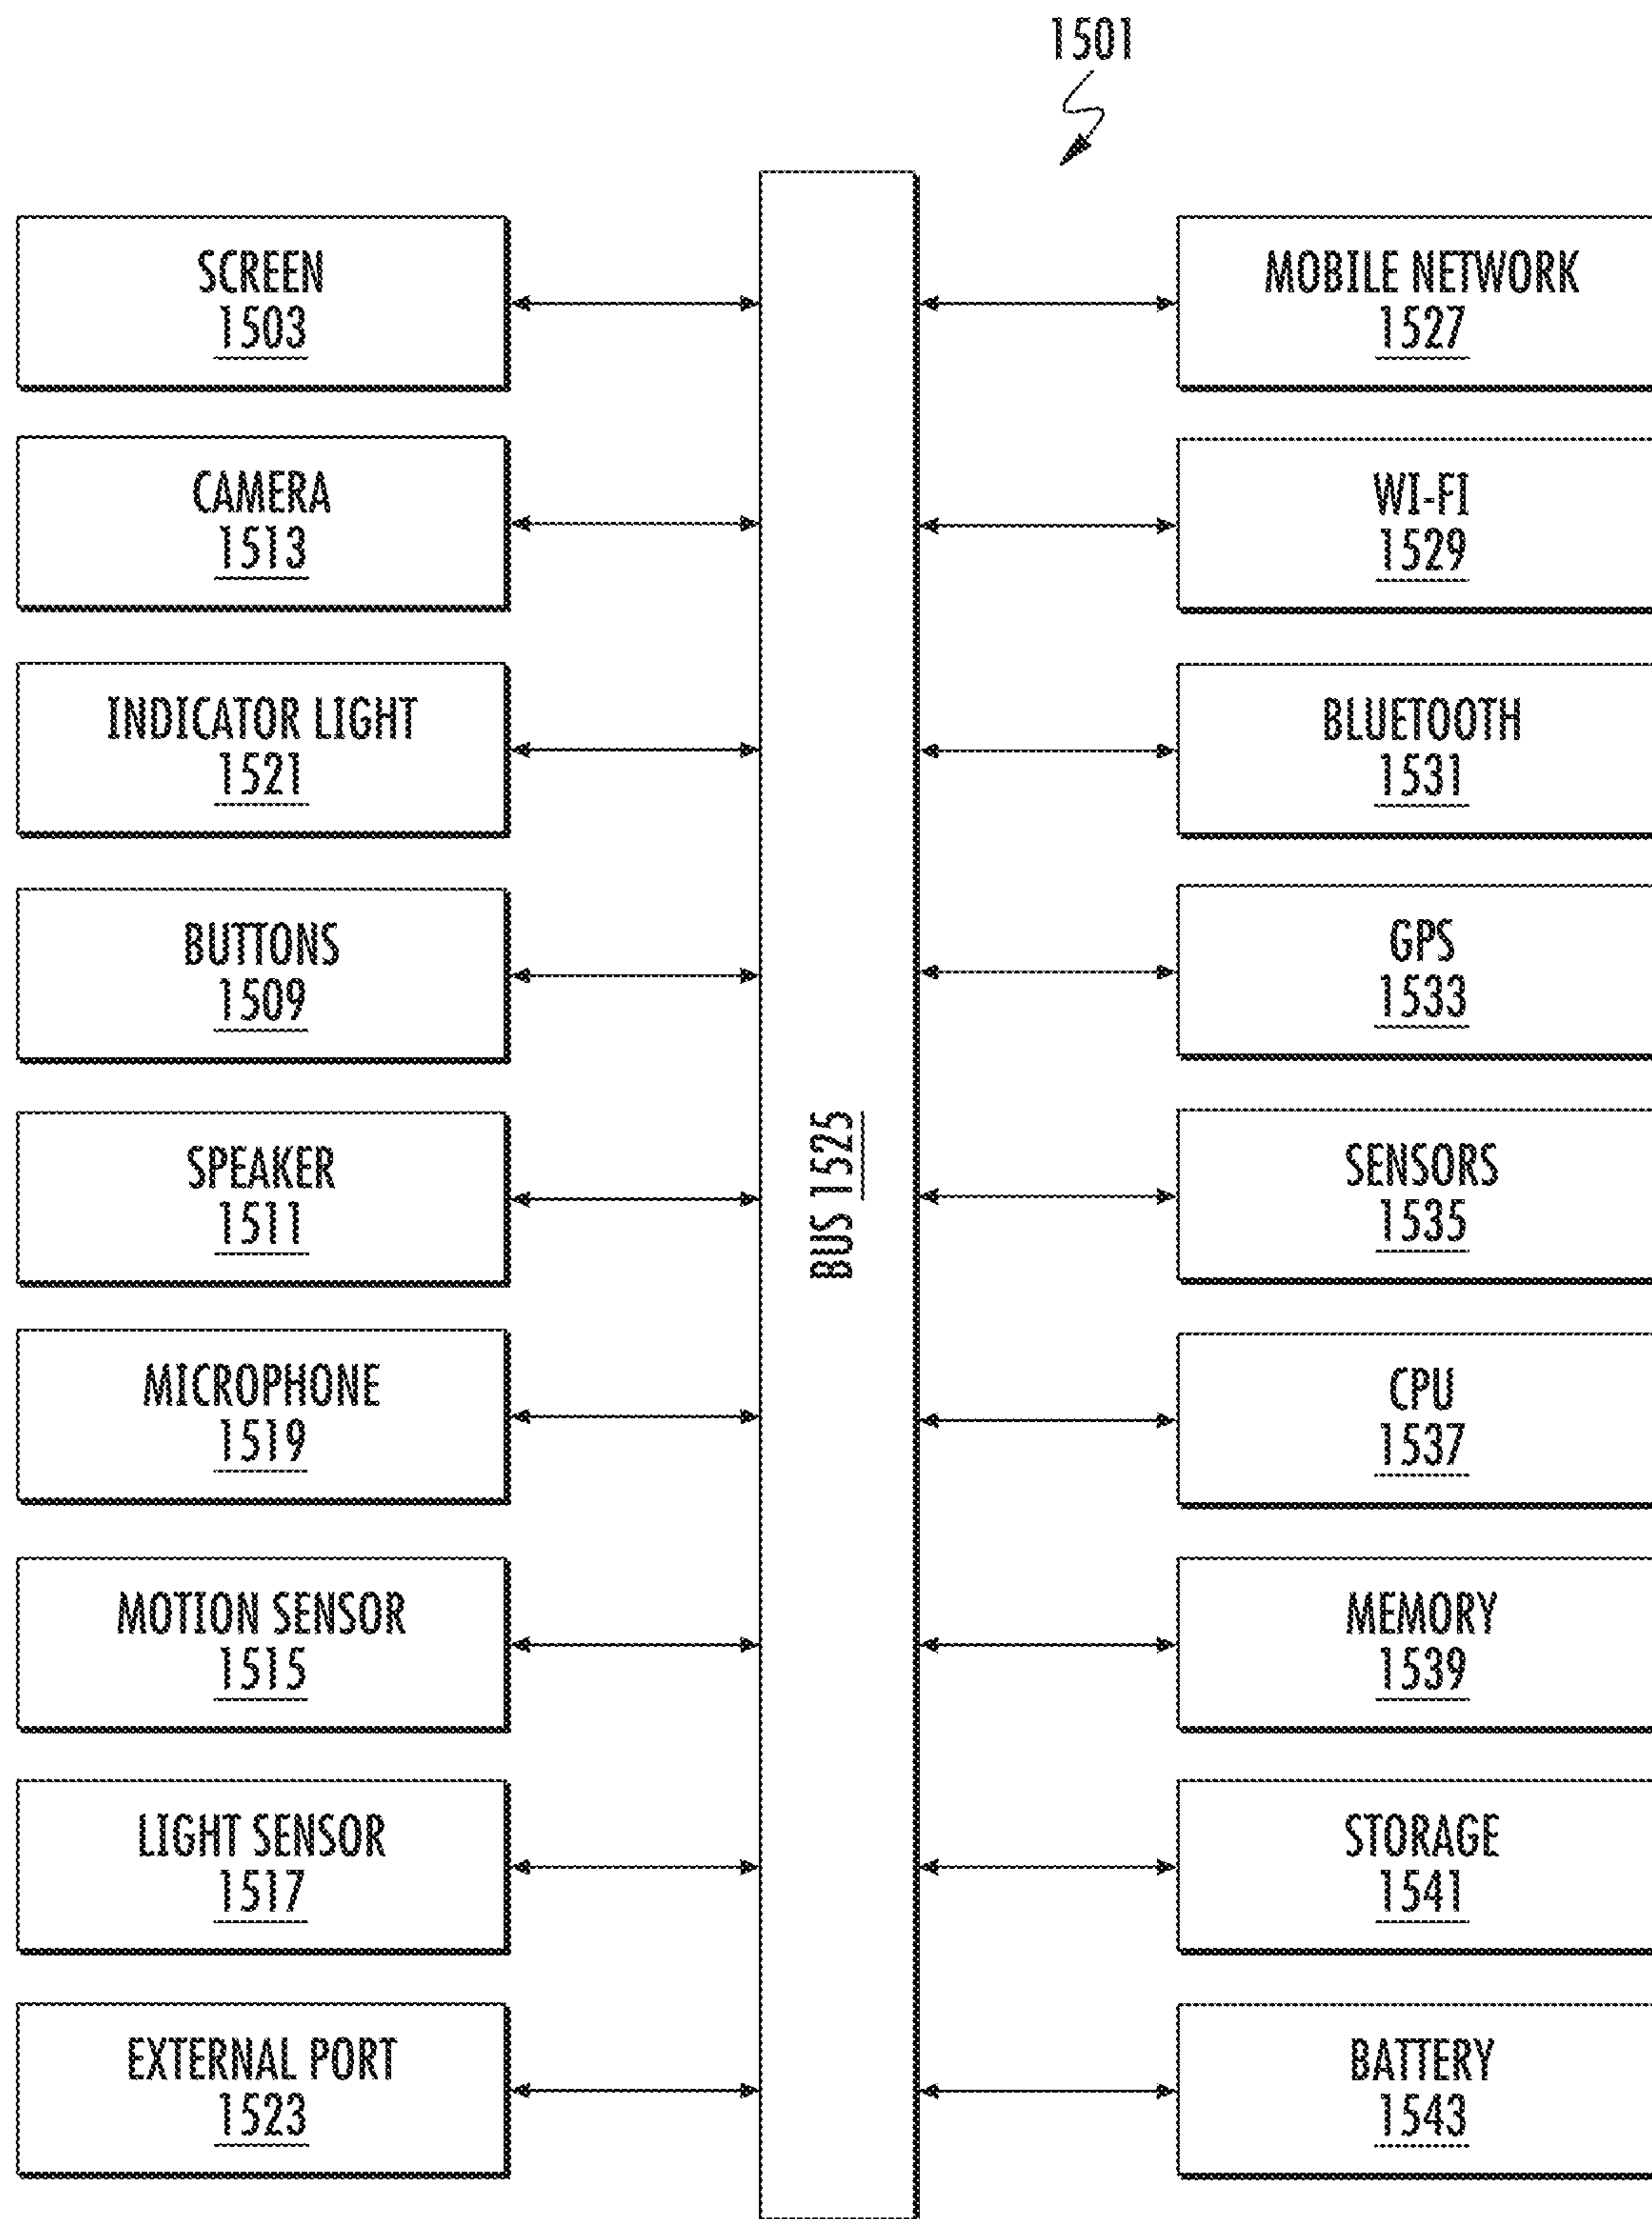 1501
SCREEN
1503
MOBILE NETWORK
1527
CAMERA
1513
WI-FI
1529
INDICATOR LIGHT
1521
BLUETOOTH
1531
BUTTONS
1509
GPS
1533
SPEAKER
1511
BUS 1525
SENSORS
1535
MICROPHONE
1519
CPU
1537
MOTION SENSOR
1515
MEMORY
1539
LIGHT SENSOR
1517
STORAGE
1541
EXTERNAL PORT
1523
BATTERY
1543